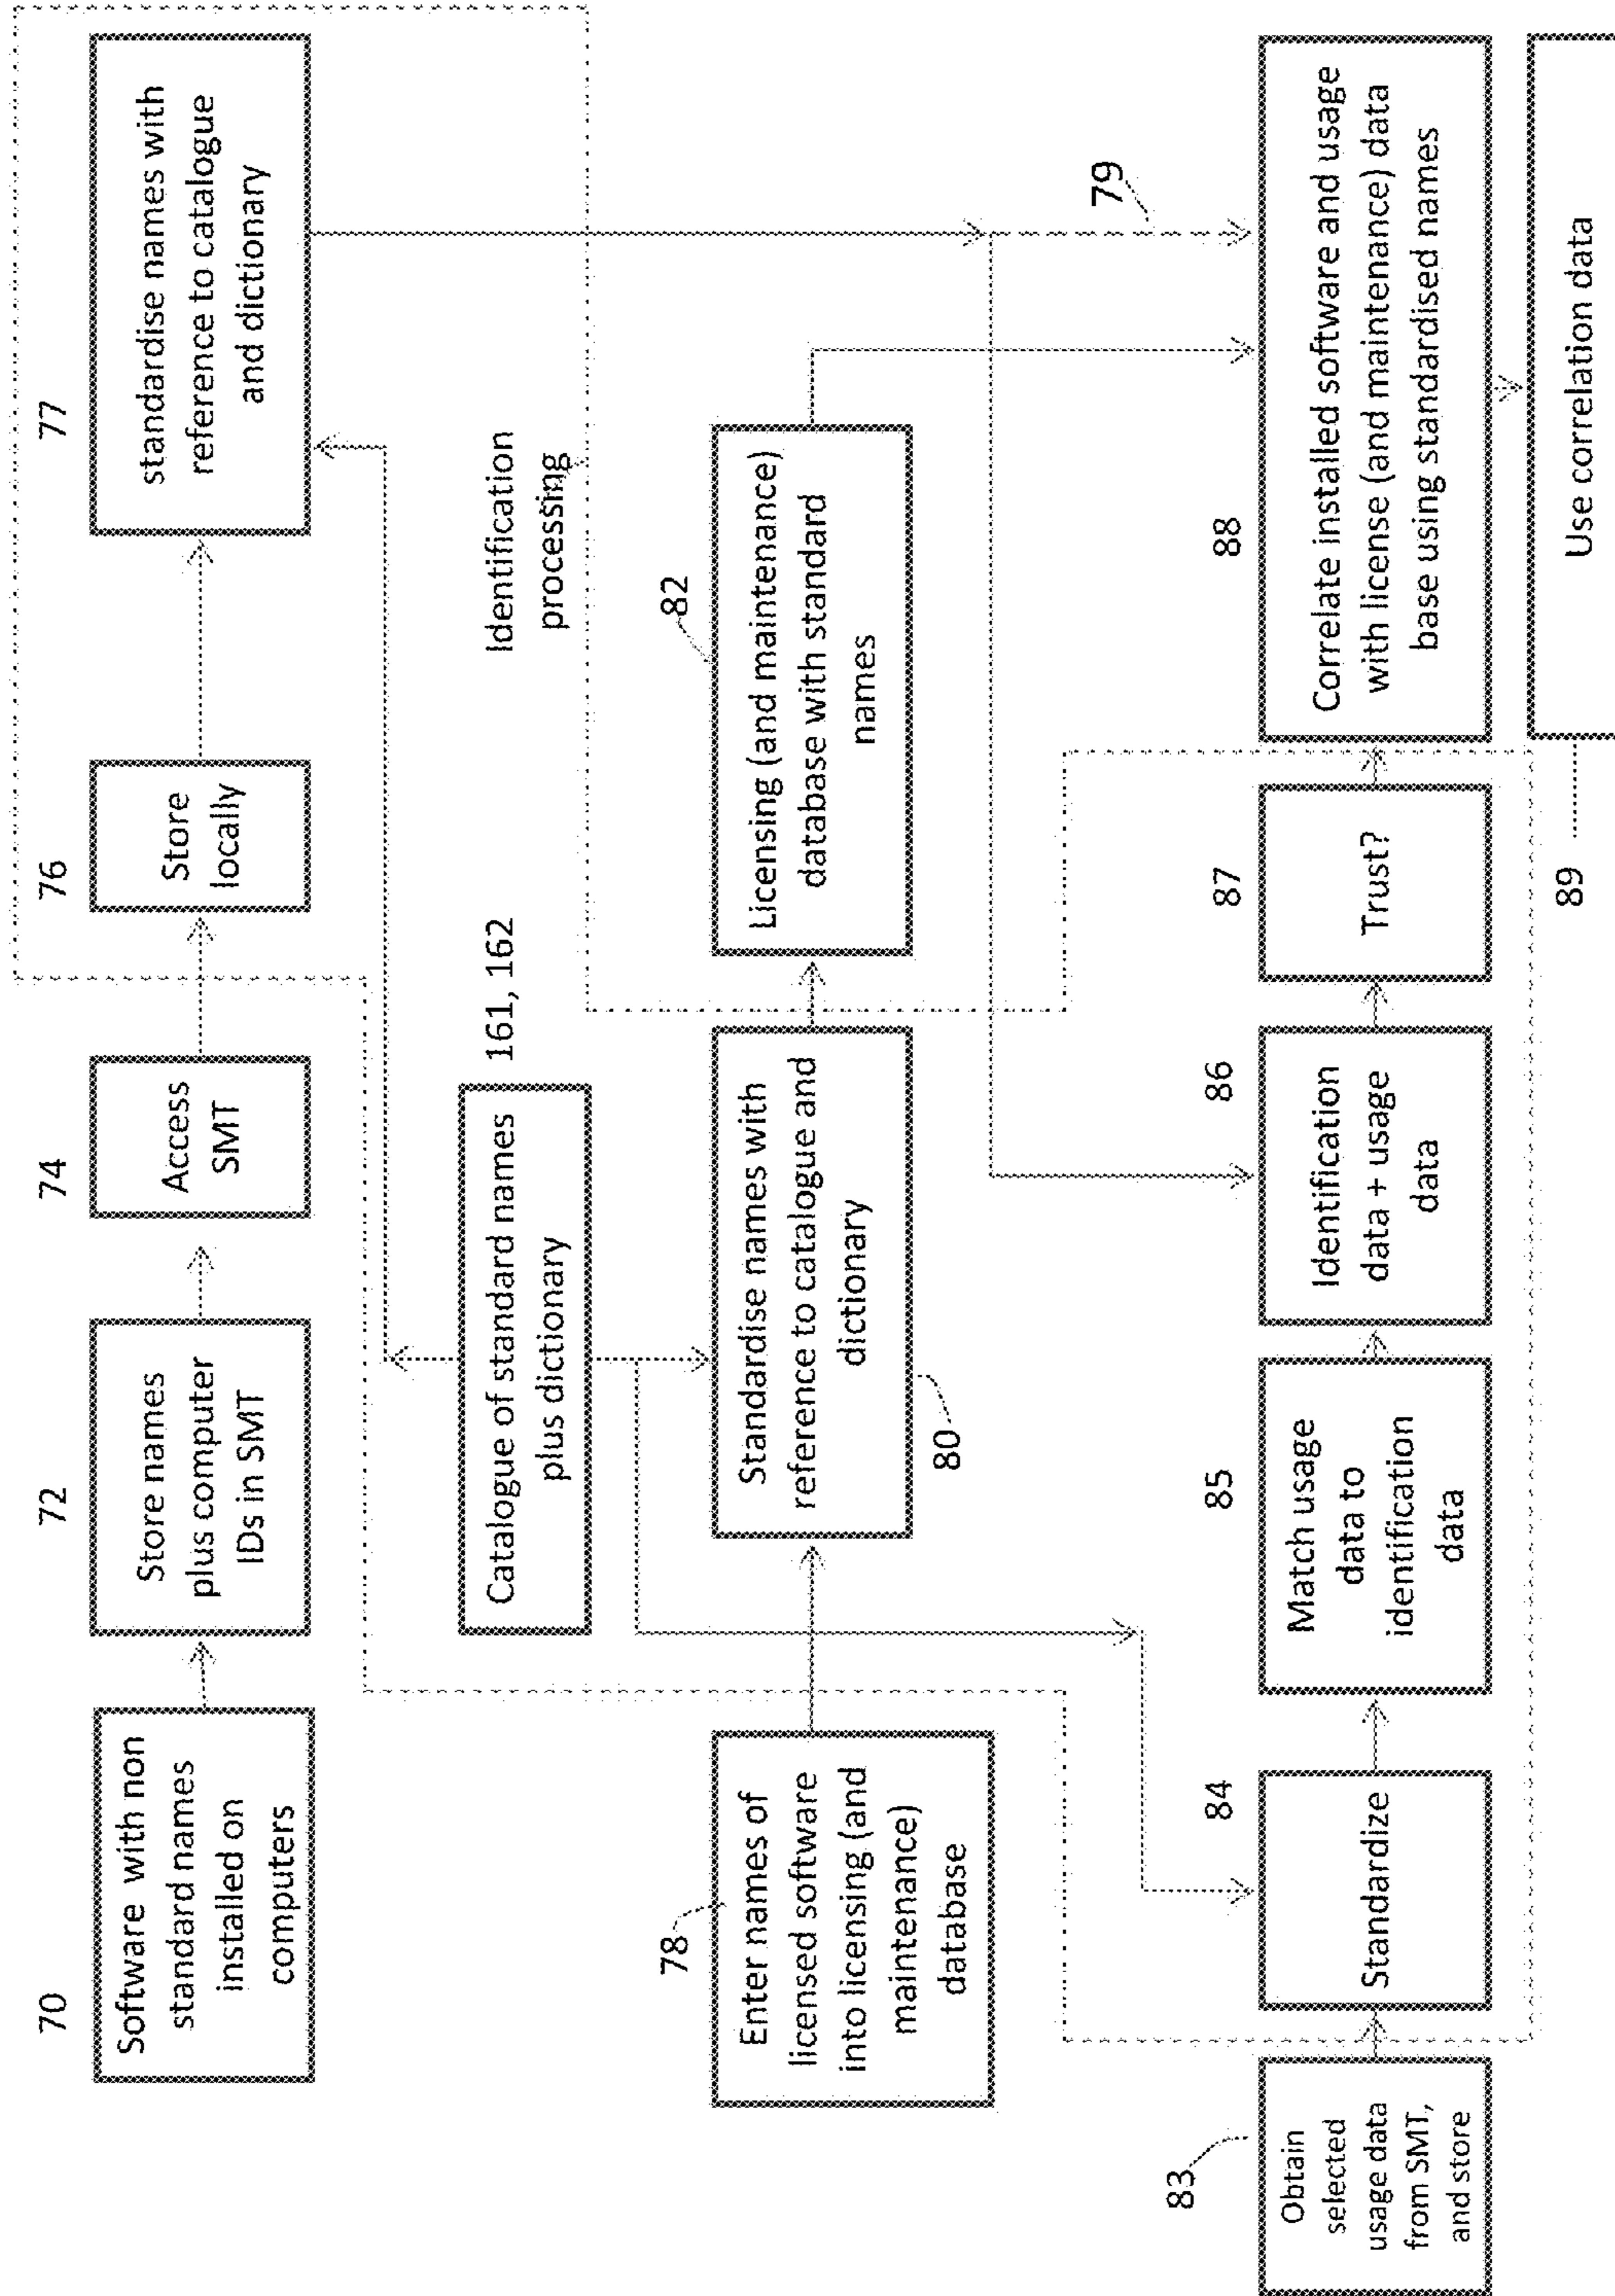 70
Software with non
standard names
installed on
computers
72
Store names
plus computer
IDs in SMT
74
Access
SMT
76
Store
locally
77
standardise names with
reference to catalogue
and dictionary
Catalogue of standard names
plus dictionary
161, 162
Identification
processing
78
Enter names of
licensed software
into licensing (and
maintenance)
database
Standardise names with
reference to catalogue and
dictionary
80
82
Licensing (and maintenance)
database with standard
names
79
83
Obtain
selected
usage data
from SMT,
and store
84
Standardize
85
Match usage
data to
identification
data
86
Identification
data + usage
data
87
Trust?
88
Correlate installed software and usage
with license (and maintenance) data
base using standardised names
89
Use correlation data